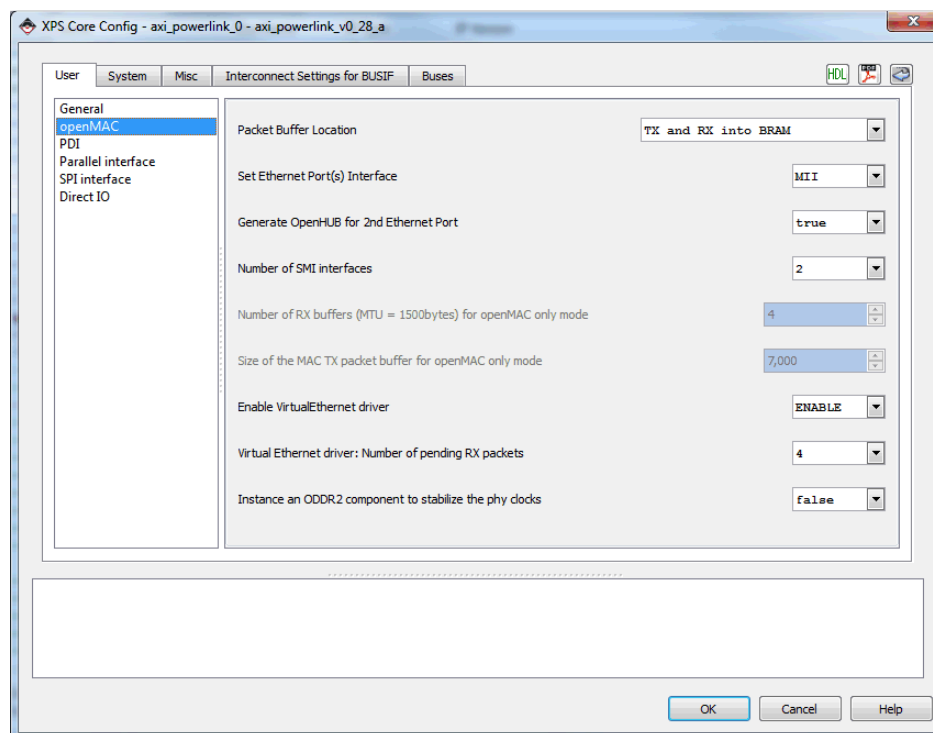 XPS Core Config - axi_powerlink_0 - axi_powerlink_v0_28_a
User System Misc Interconnect Settings for BUSIF Buses HDL PDF
General
openMAC
PDI
Parallel interface
SPI interface
Direct IO
Packet Buffer Location TX and RX into BRAM
Set Ethernet Port(s) Interface MII
Generate OpenHUB for 2nd Ethernet Port true
Number of SMI interfaces 2
Number of RX buffers (MTU = 1500bytes) for openMAC only mode 4
Size of the MAC TX packet buffer for openMAC only mode 7,000
Enable VirtualEthernet driver ENABLE
Virtual Ethernet driver: Number of pending RX packets 4
Instance an ODDR2 component to stabilize the phy clocks false
OK Cancel Help